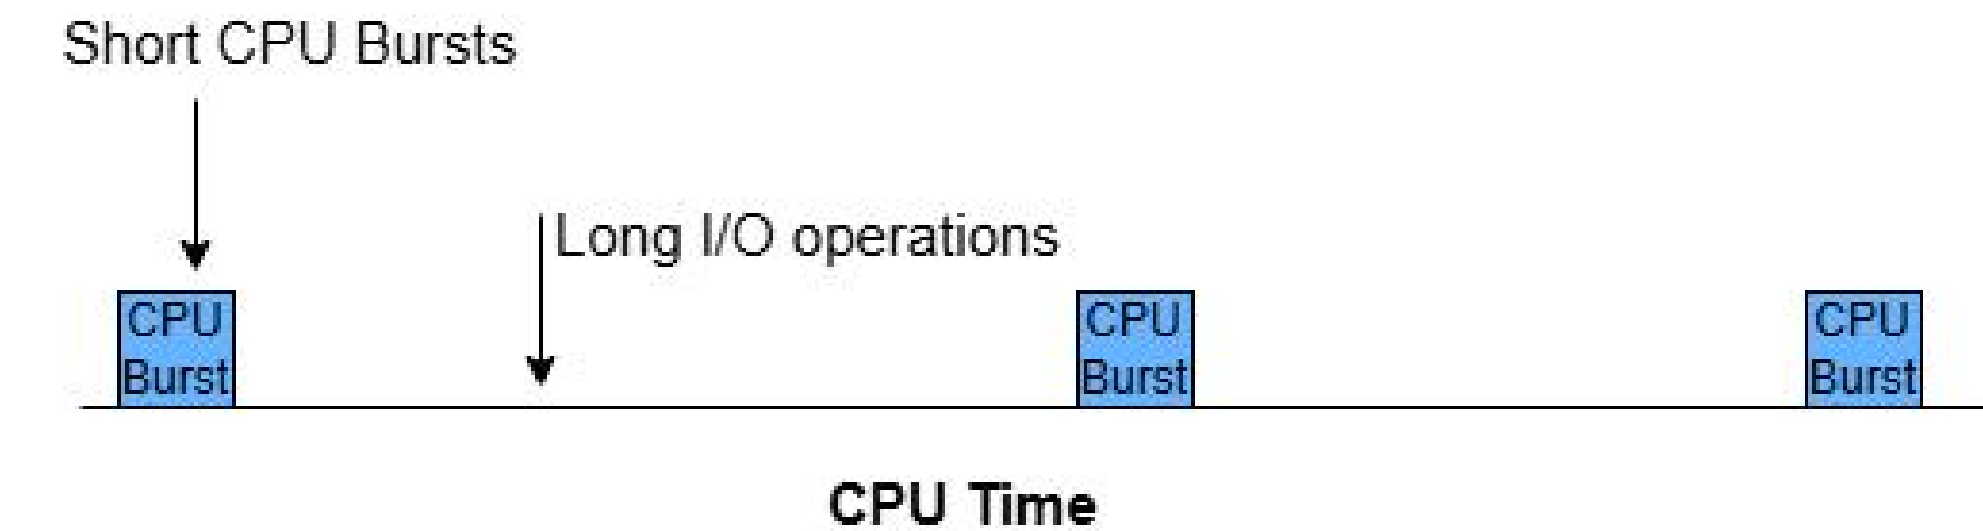 Short CPU Bursts
Long I/O operations
CPU
Burst
CPU
Burst
CPU
Burst
CPU Time